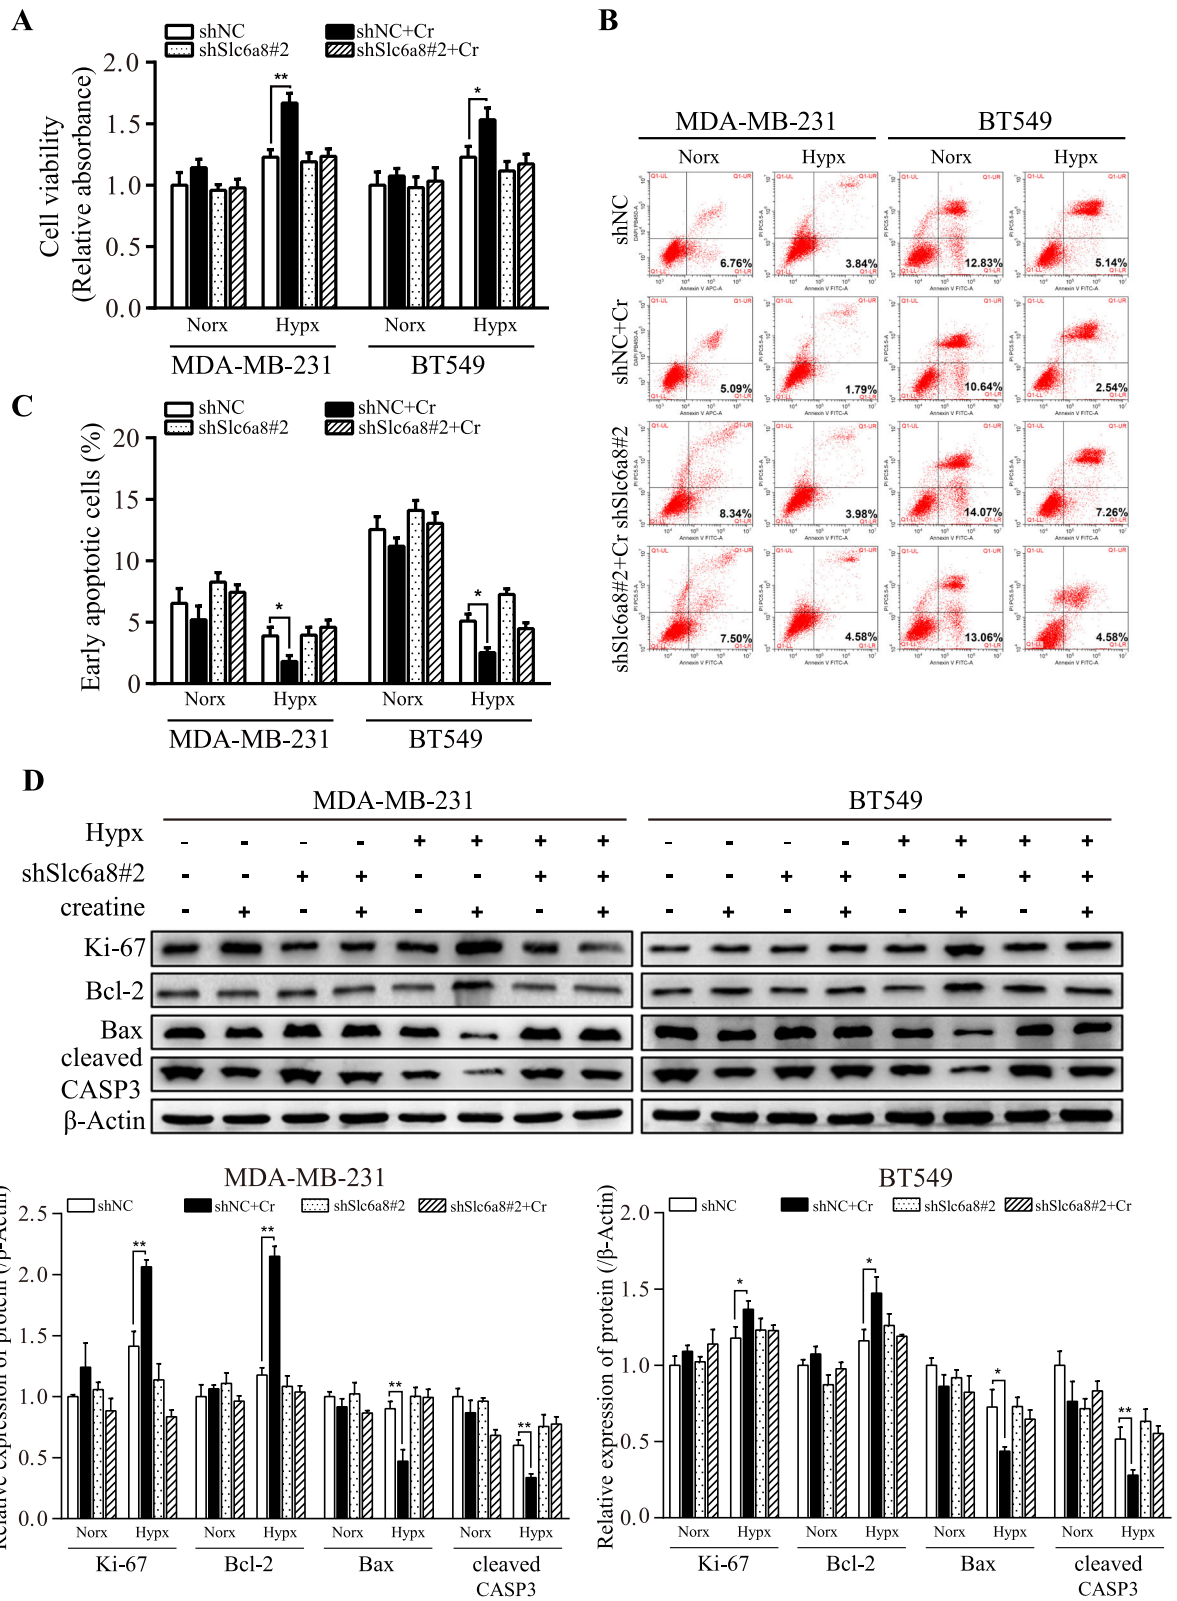 A
shNC
shNC+Cr
shSlc6a8#2
shSlc6a8#2+Cr
Cell viability
(Relative absorbance)
2.0
1.5
1.0
0.5
0.0
**
*
Norx
Hypx
Norx
Hypx
MDA-MB-231
BT549
B
MDA-MB-231
BT549
Norx
Hypx
Norx
Hypx
shNC
6.76%
3.84%
12.83%
5.14%
shNC+Cr
5.09%
1.79%
10.64%
2.54%
shSlc6a8#2
8.34%
3.98%
14.07%
7.26%
shSlc6a8#2+Cr
7.50%
4.58%
13.06%
4.58%
C
shNC
shNC+Cr
shSlc6a8#2
shSlc6a8#2+Cr
Early apoptotic cells (%)
20
15
10
5
0
*
*
Norx
Hypx
Norx
Hypx
MDA-MB-231
BT549
D
MDA-MB-231
BT549
Hypx - - - - + + + + - - - - + + + +
shSlc6a8#2 - - + + - - + + - - + + - - + +
creatine - + - + - + - + - + - + - + - +
Ki-67
Bcl-2
Bax
cleaved
CASP3
β-Actin
MDA-MB-231
shNC
shNC+Cr
shSlc6a8#2
shSlc6a8#2+Cr
Relative expression of protein (/β-Actin)
2.5
2.0
1.5
1.0
0.5
0.0
**
**
**
**
Norx Hypx Norx Hypx Norx Hypx Norx Hypx
Ki-67 Bcl-2 Bax cleaved
CASP3
BT549
shNC
shNC+Cr
shSlc6a8#2
shSlc6a8#2+Cr
Relative expression of protein (/β-Actin)
2.0
1.5
1.0
0.5
0.0
*
*
*
**
Norx Hypx Norx Hypx Norx Hypx Norx Hypx
Ki-67 Bcl-2 Bax cleaved
CASP3